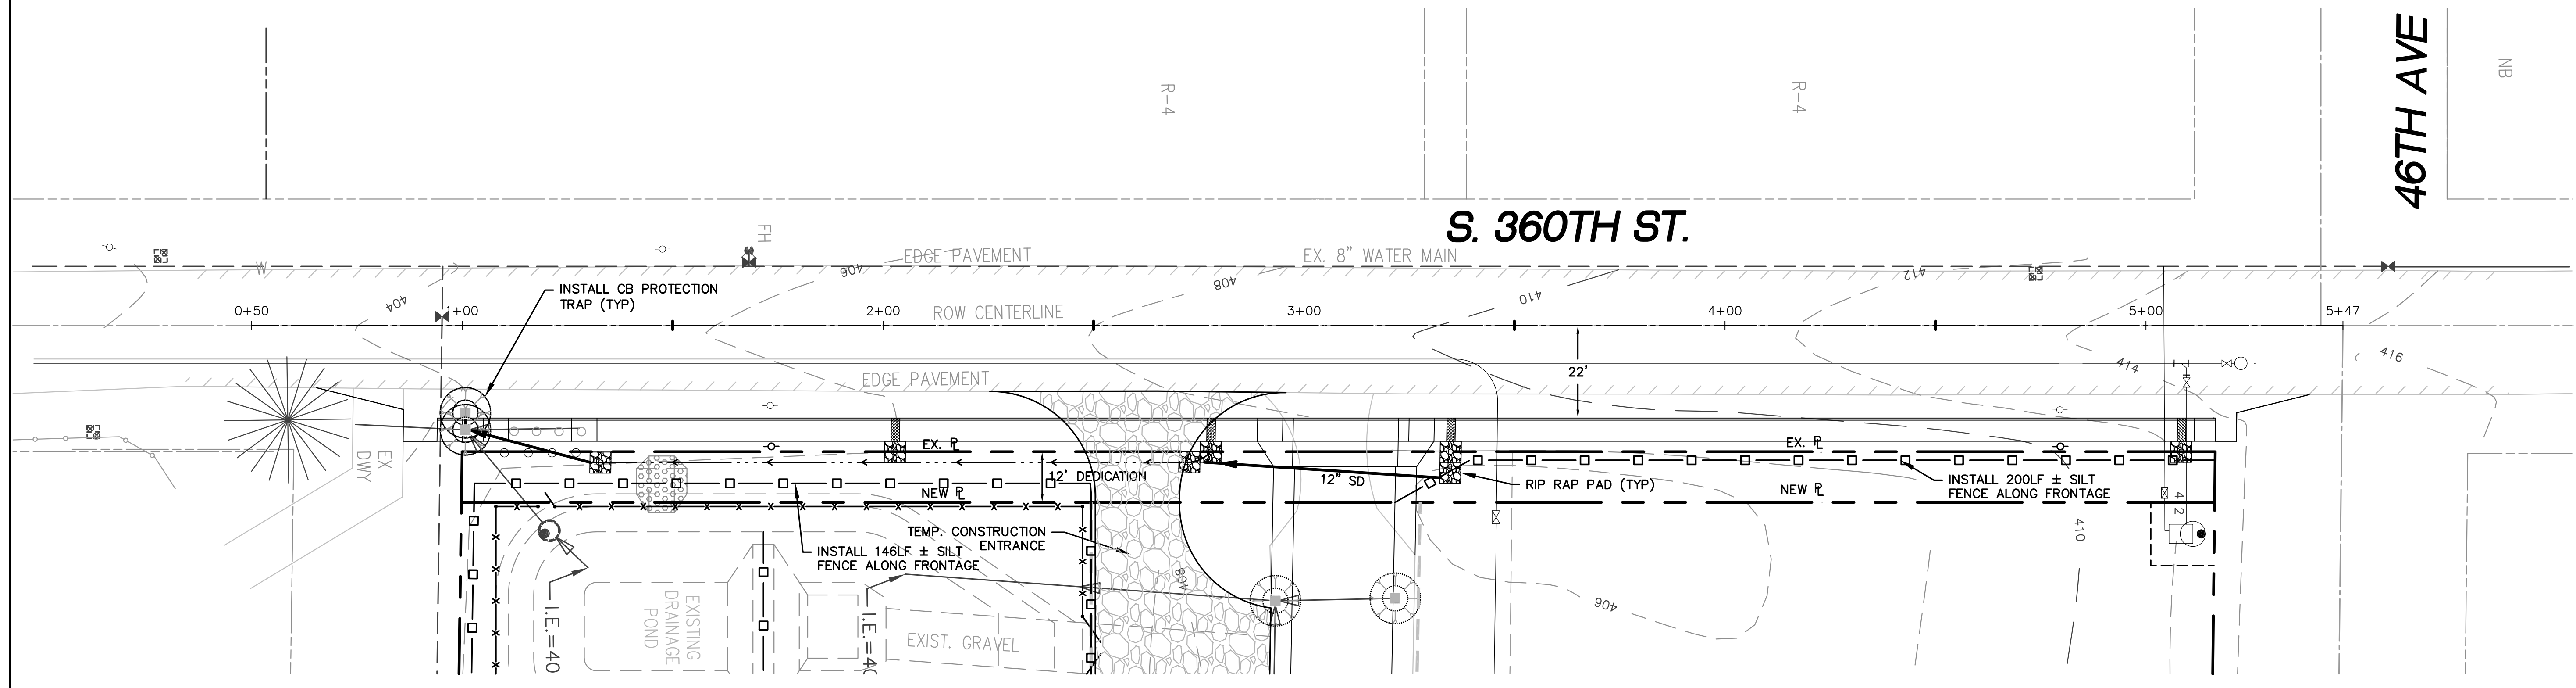 46TH AVE
NB
R-4
R-4
S. 360TH ST.
FH
W
EDGE PAVEMENT
EX. 8" WATER MAIN
406
408
410
412
404
INSTALL CB PROTECTION
TRAP (TYP)
0+50
1+00
2+00
ROW CENTERLINE
3+00
4+00
5+00
5+47
416
414
22'
EDGE PAVEMENT
EX
DWY
EX. PL
EX. PL
12' DEDICATION
12" SD
RIP RAP PAD (TYP)
NEW PL
NEW PL
INSTALL 200LF ± SILT
FENCE ALONG FRONTAGE
TEMP. CONSTRUCTION
ENTRANCE
INSTALL 146LF ± SILT
FENCE ALONG FRONTAGE
412
410
408
406
I.E.=40
EXISTING
DRAINAGE
POND
I.E.=40
EXIST. GRAVEL